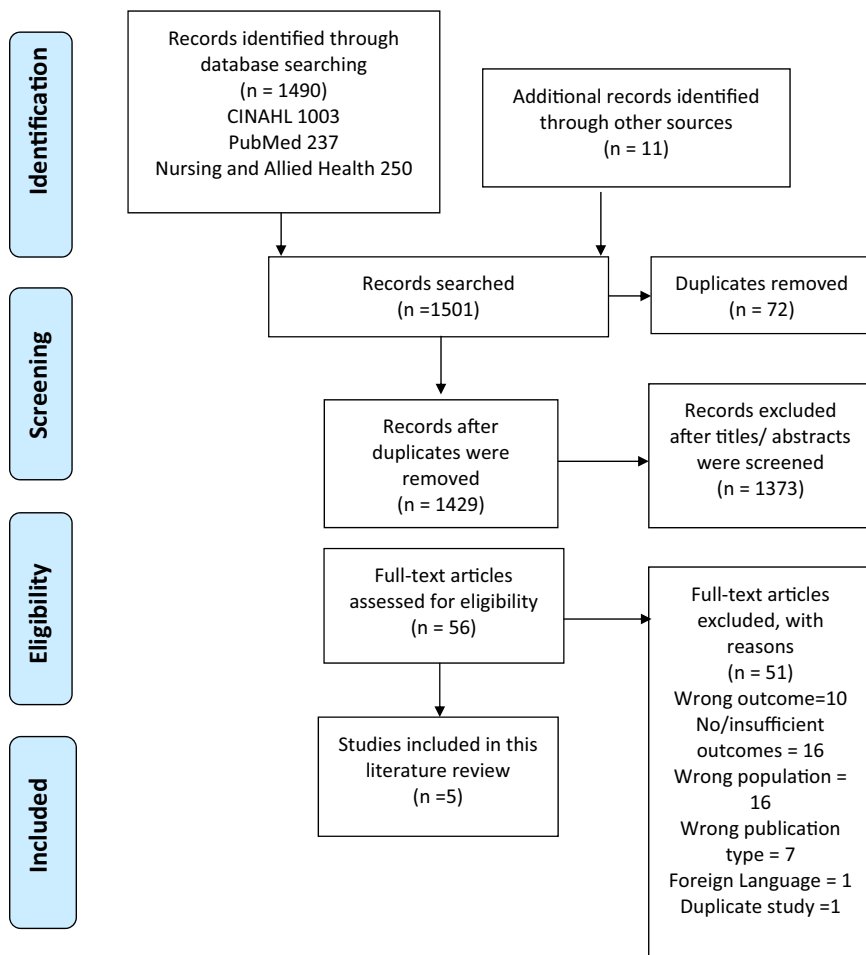 Identification
Records identified through
database searching
(n = 1490)
CINAHL 1003
PubMed 237
Nursing and Allied Health 250
Additional records identified
through other sources
(n = 11)
Records searched
(n =1501)
Duplicates removed
(n = 72)
Screening
Records after
duplicates were
removed
(n = 1429)
Records excluded
after titles/ abstracts
were screened
(n = 1373)
Eligibility
Full-text articles
assessed for eligibility
(n = 56)
Full-text articles
excluded, with
reasons
(n = 51)
Wrong outcome=10
No/insufficient
outcomes = 16
Wrong population =
16
Wrong publication
type = 7
Foreign Language = 1
Duplicate study =1
Included
Studies included in this
literature review
(n =5)